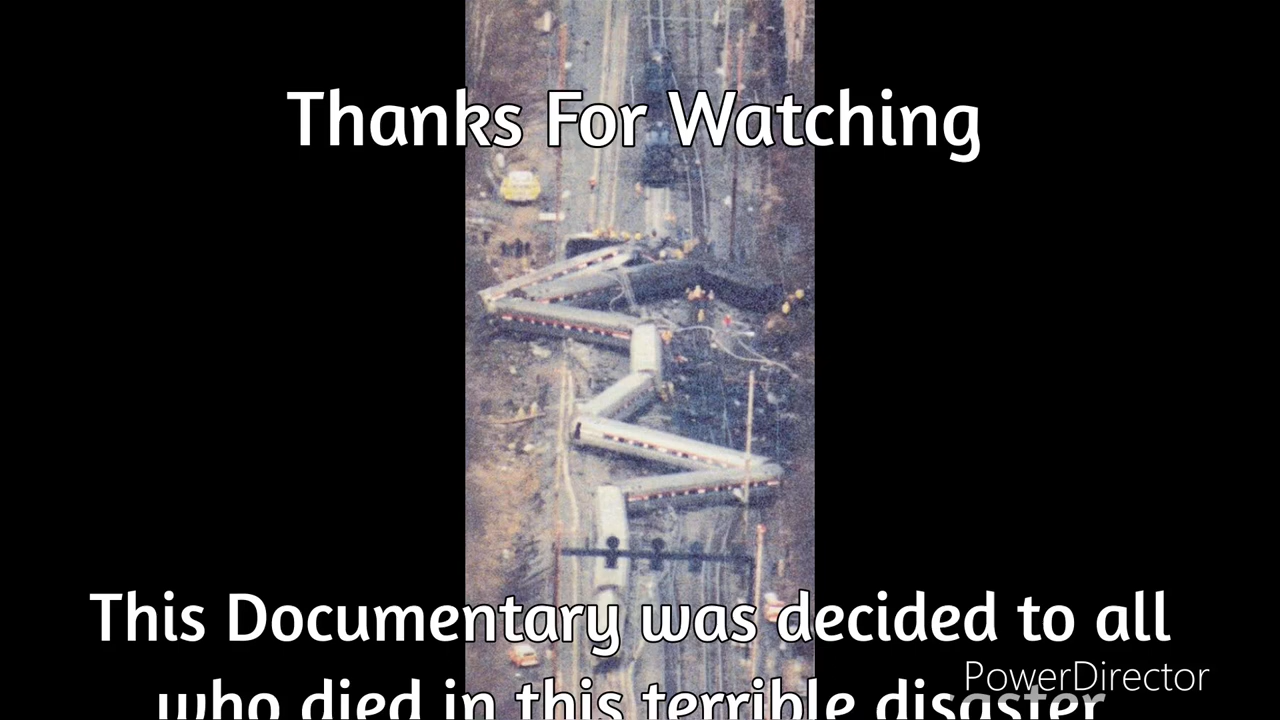 Thanks For Watching
This Documentary was decided to all
PowerDirector
who died in this terrible disaster